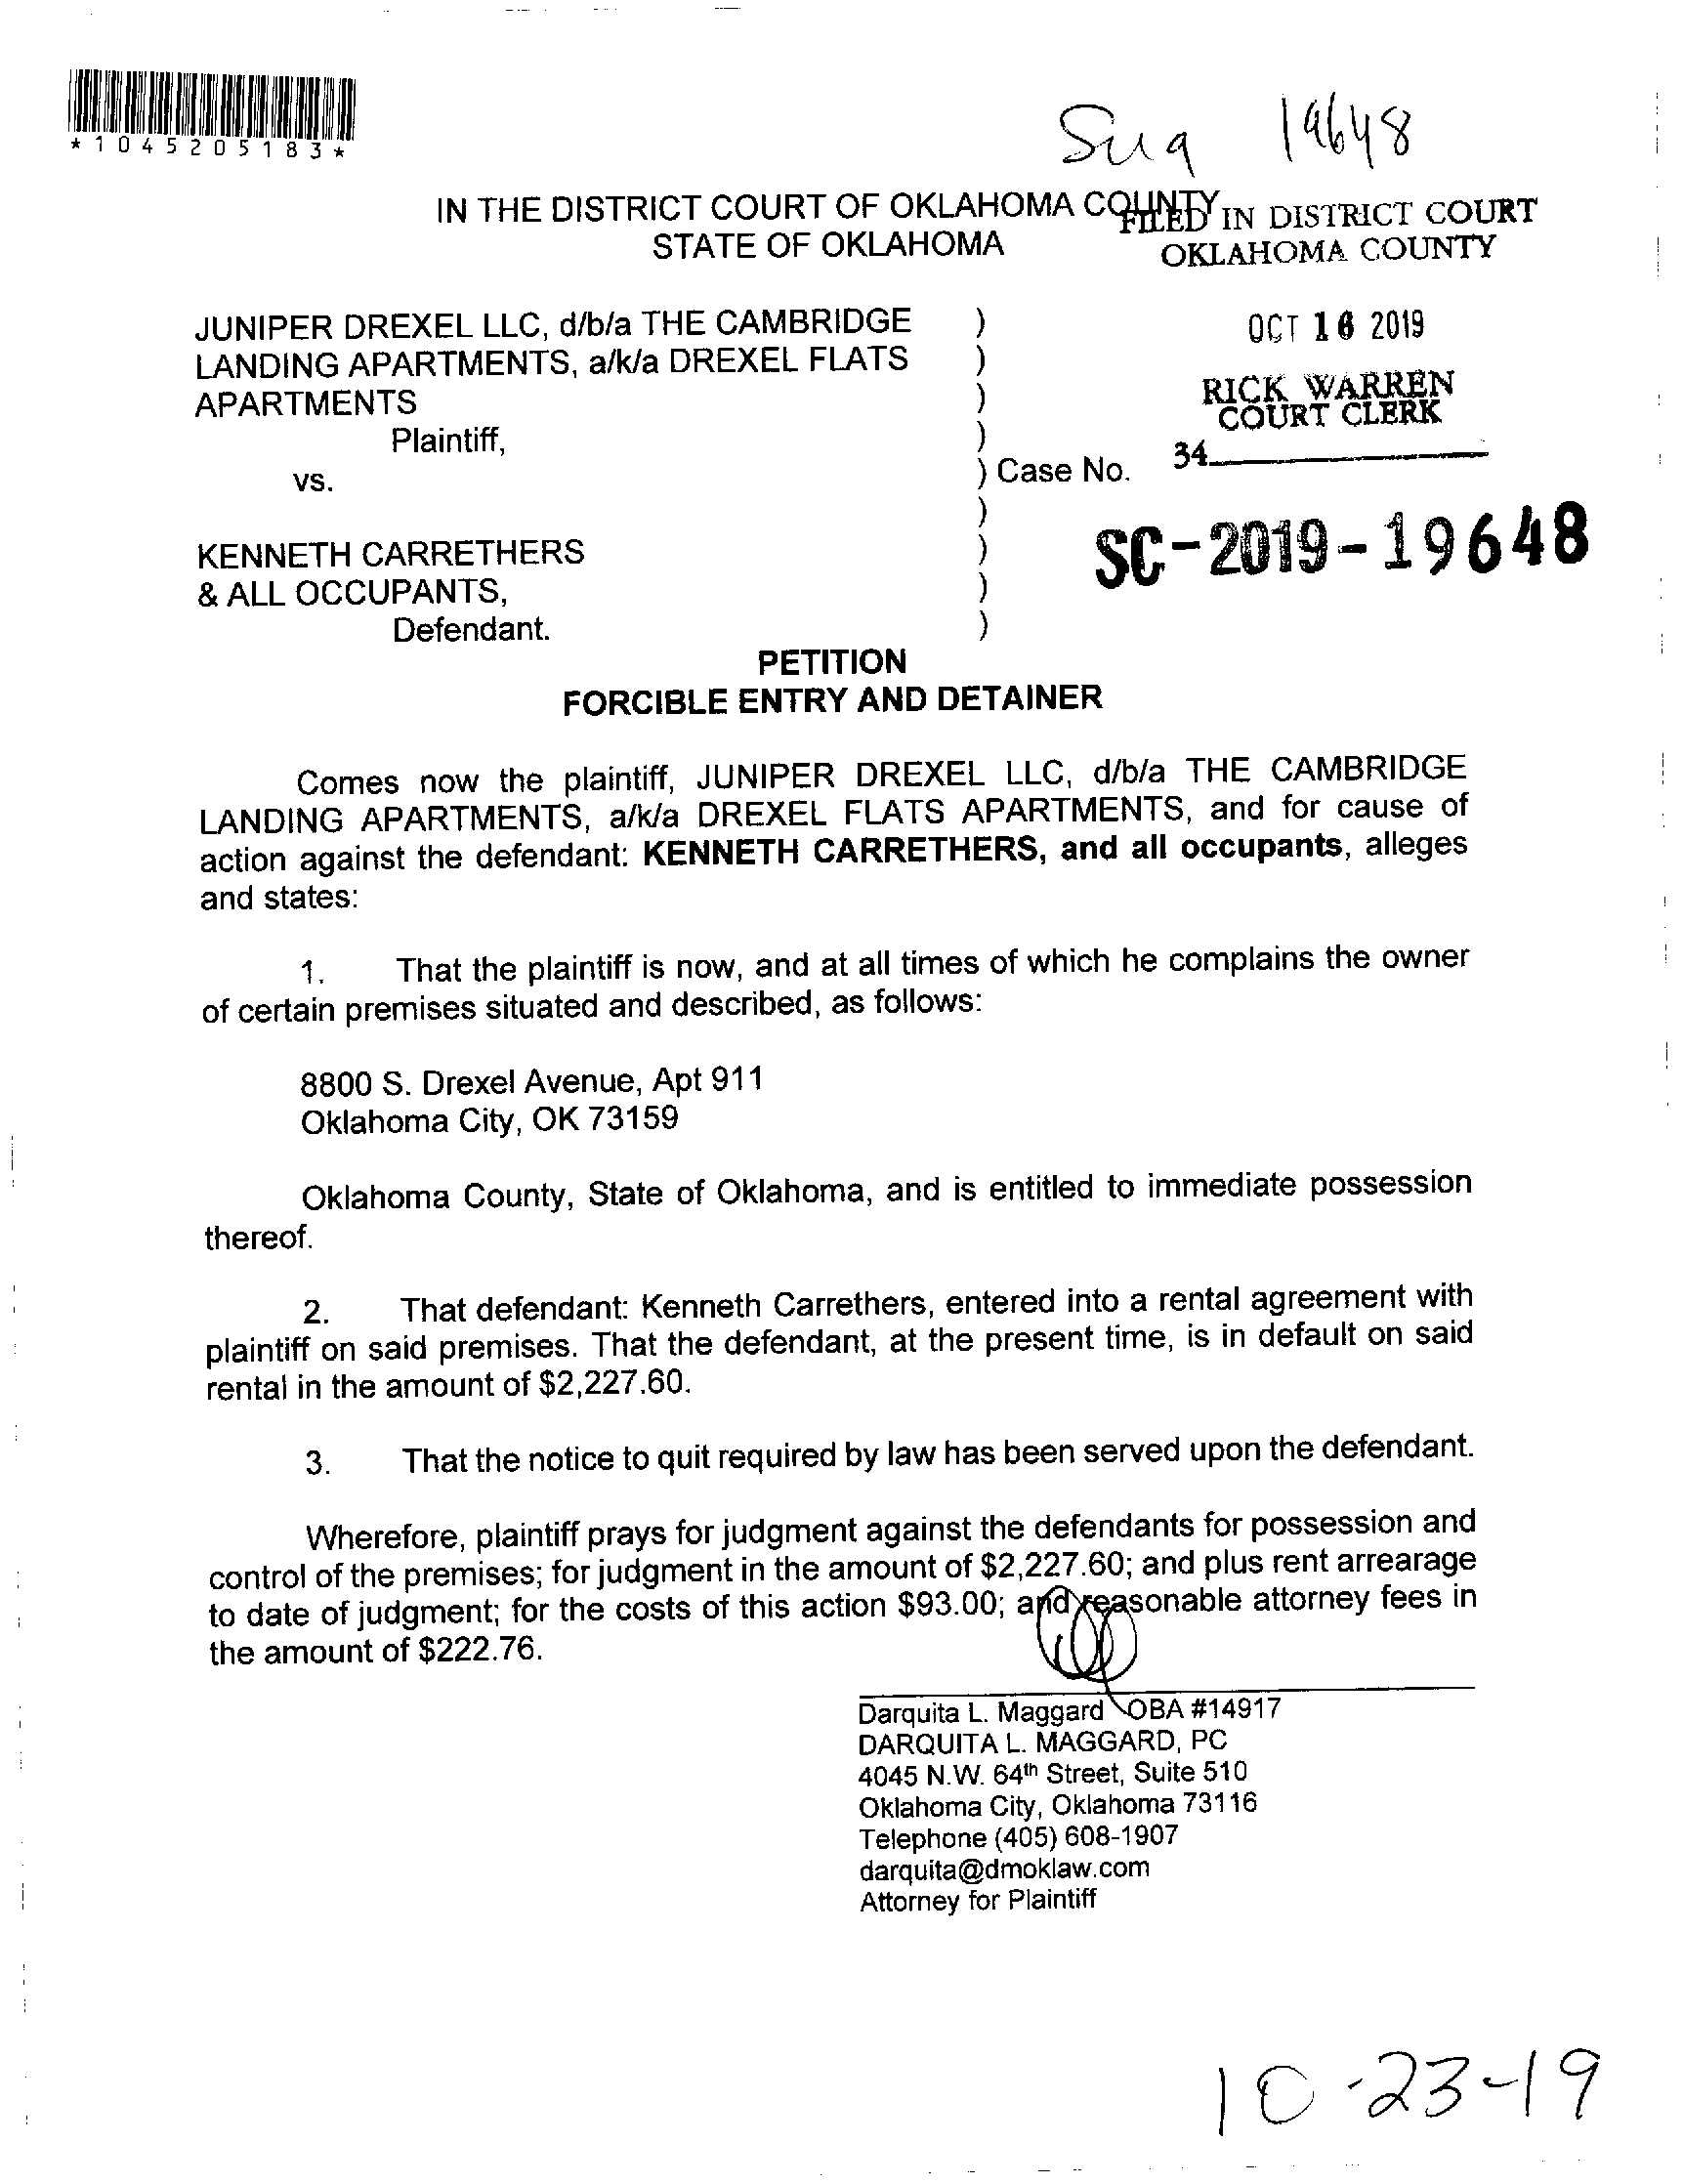 *1045205183*
19648
IN THE DISTRICT COURT OF OKLAHOMA COUNTY
STATE OF OKLAHOMA
FILED IN DISTRICT COURT
OKLAHOMA COUNTY
OCT 16 2019
RICK WARREN
COURT CLERK
34
JUNIPER DREXEL LLC, d/b/a THE CAMBRIDGE )
LANDING APARTMENTS, a/k/a DREXEL FLATS )
APARTMENTS )
Plaintiff, )
vs. ) Case No.
)
SC-2019-19648
KENNETH CARRETHERS )
& ALL OCCUPANTS, )
Defendant. )
PETITION
FORCIBLE ENTRY AND DETAINER
Comes now the plaintiff, JUNIPER DREXEL LLC, d/b/a THE CAMBRIDGE
LANDING APARTMENTS, a/k/a DREXEL FLATS APARTMENTS, and for cause of
action against the defendant: KENNETH CARRETHERS, and all occupants, alleges
and states:
1. That the plaintiff is now, and at all times of which he complains the owner
of certain premises situated and described, as follows:
8800 S. Drexel Avenue, Apt 911
Oklahoma City, OK 73159
Oklahoma County, State of Oklahoma, and is entitled to immediate possession
thereof.
2. That defendant: Kenneth Carrethers, entered into a rental agreement with
plaintiff on said premises. That the defendant, at the present time, is in default on said
rental in the amount of $2,227.60.
3. That the notice to quit required by law has been served upon the defendant.
Wherefore, plaintiff prays for judgment against the defendants for possession and
control of the premises; for judgment in the amount of $2,227.60; and plus rent arrearage
to date of judgment; for the costs of this action $93.00; and reasonable attorney fees in
the amount of $222.76.
Darquita L. Maggard OBA #14917
DARQUITA L. MAGGARD, PC
4045 N.W. 64th Street, Suite 510
Oklahoma City, Oklahoma 73116
Telephone (405) 608-1907
darquita@dmoklaw.com
Attorney for Plaintiff
10-23-19